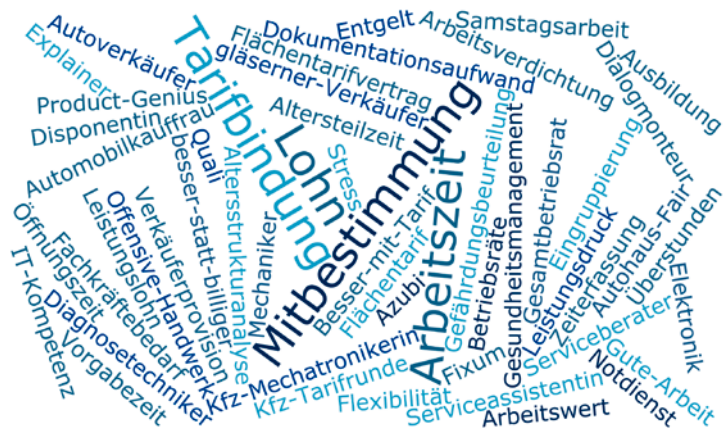 Autoverkäufer
Explainer
Tarifbindung
gläserner-Verkäufer
Flächentarifvertrag
Dokumentationsaufwand
Entgelt
Arbeitsverdichtung
Samstagsarbeit
Dialogmonteur
Ausbildung
Product-Genius
Disponentin
Automobilkauffrau
Quali
besser-statt-billiger
Altersstrukturanalyse
Lohn
Altersteilzeit
Stress
Mitbestimmung
Arbeitszeit
Gefährdungsbeurteilung
Betriebsräte
Gesundheitsmanagement
Gesamtbetriebsrat
Eingruppierung
Leistungsdruck
Zeiterfassung
Autohaus-Fair
Überstunden
Elektronik
Öffnungszeit
IT-Kompetenz
Fachkräftebedarf
Leistungslohn
Offensive-Handwerk
Verkäuferprovision
Mechaniker
Besser-mit-Tarif
Flächentarif
Azubi
Diagnosetechniker
Vorgabezeit
Kfz-Mechatronikerin
Kfz-Tarifrunde
Flexibilität
Fixum
Serviceassistentin
Serviceberater
Arbeitswert
Gute-Arbeit
Notdienst